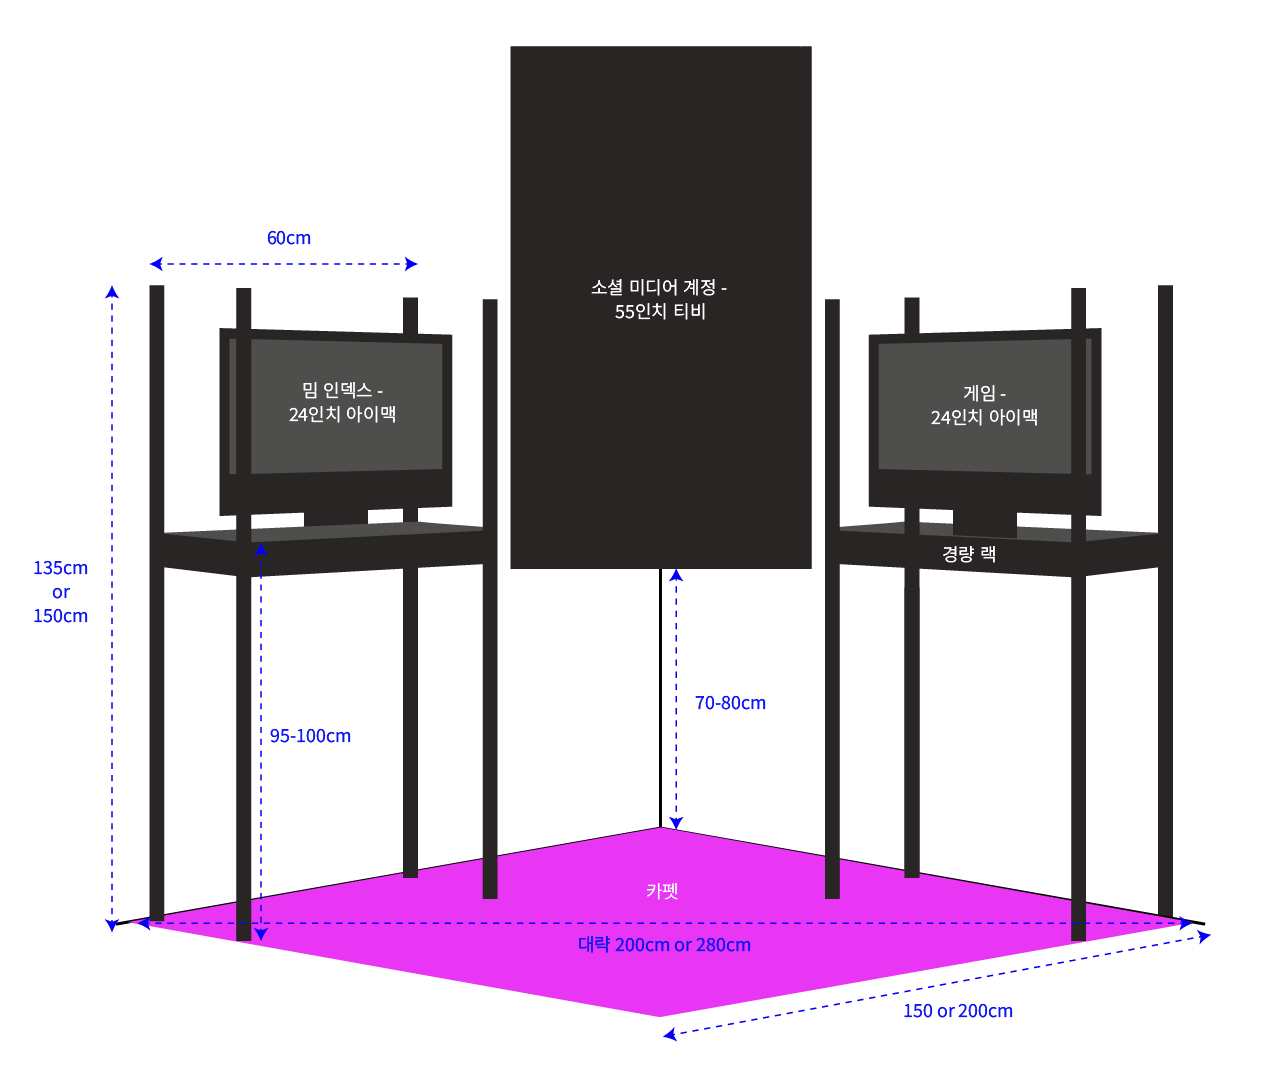 60cm
소셜 미디어 계정 -
55인치 티비
밈 인덱스 -
24인치 아이맥
게임 -
24인치 아이맥
경량 랙
135cm
or
150cm
70-80cm
95-100cm
카펫
대략 200cm or 280cm
150 or 200cm